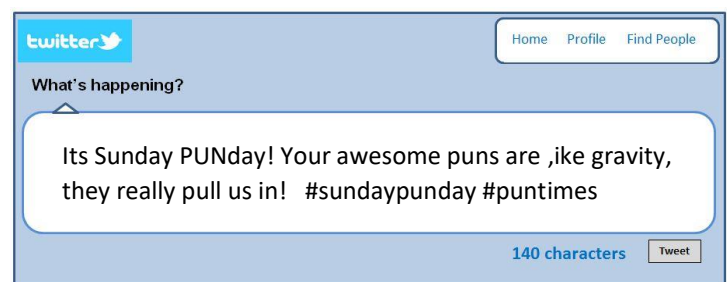 twitter
Home Profile Find People
What's happening?
Its Sunday PUNday! Your awesome puns are ,ike gravity,
they really pull us in! #sundaypunday #puntimes
140 characters Tweet